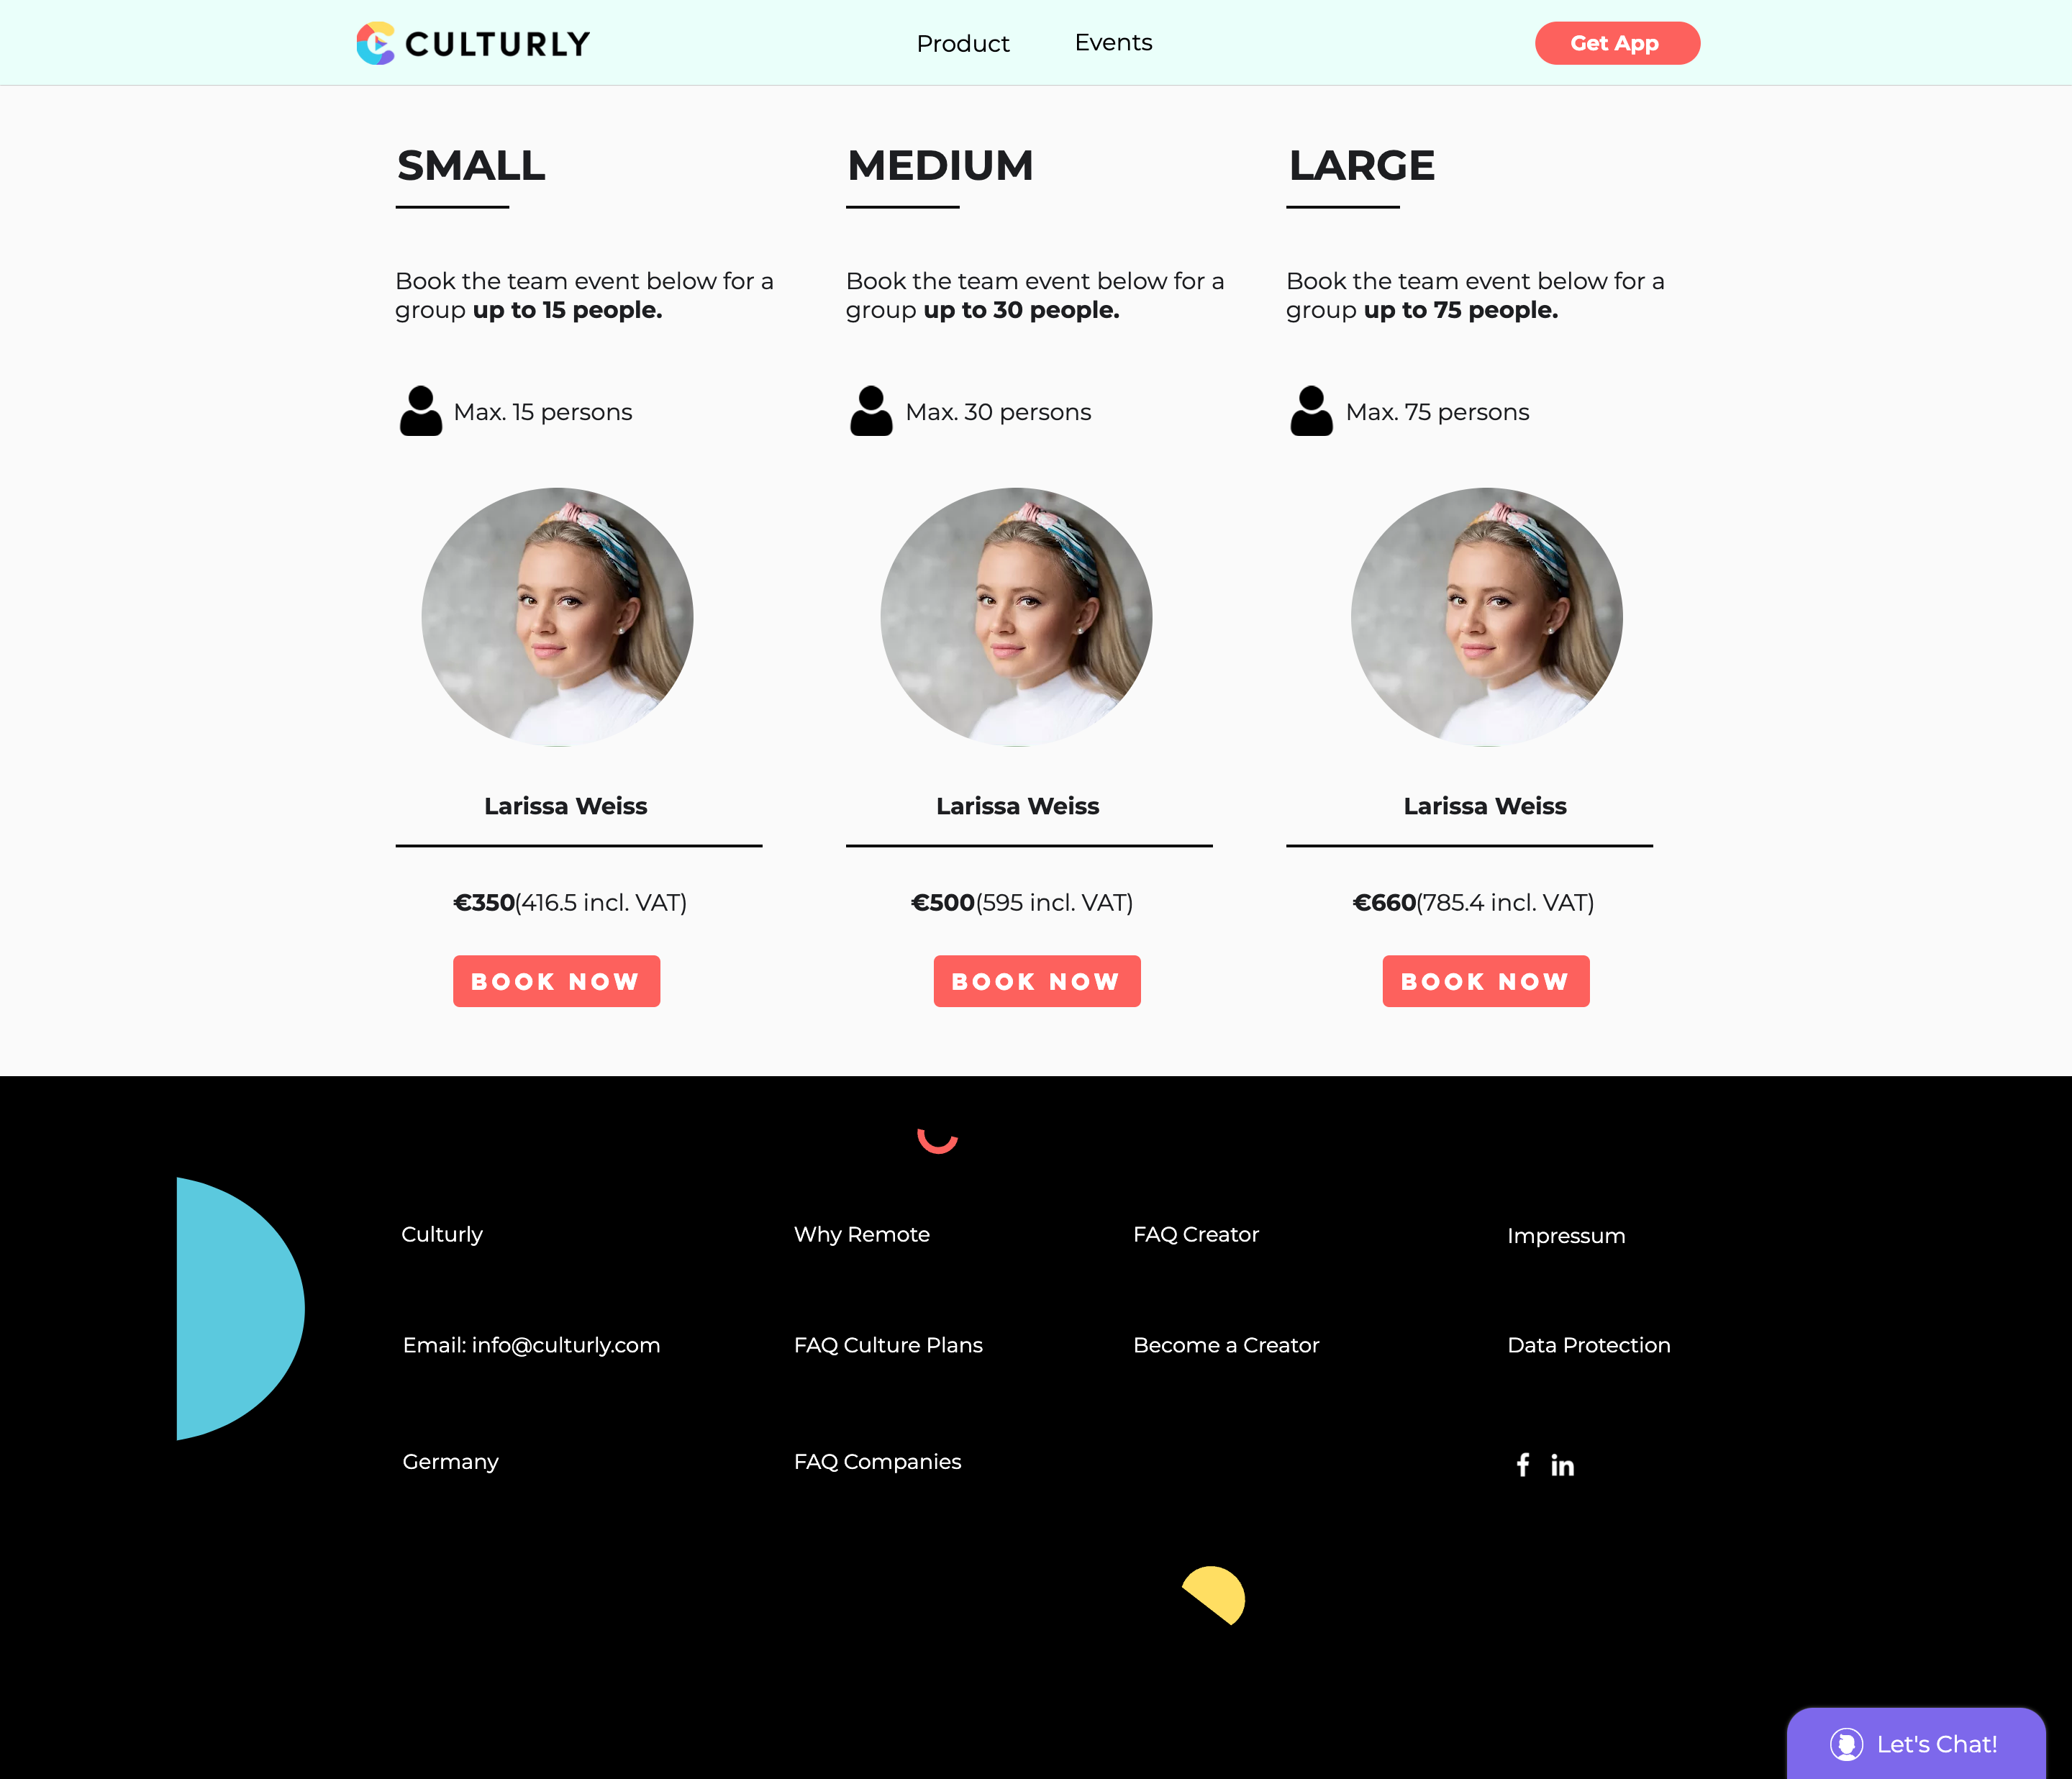 CULTURLY
Product
Events
Get App
SMALL
Book the team event below for a
group up to 15 people.
Max. 15 persons
Larissa Weiss
€350(416.5 incl. VAT)
BOOK NOW
MEDIUM
Book the team event below for a
group up to 30 people.
Max. 30 persons
Larissa Weiss
€500(595 incl. VAT)
BOOK NOW
LARGE
Book the team event below for a
group up to 75 people.
Max. 75 persons
Larissa Weiss
€660(785.4 incl. VAT)
BOOK NOW
Culturly
Email: info@culturly.com
Germany
Why Remote
FAQ Culture Plans
FAQ Companies
FAQ Creator
Become a Creator
Impressum
Data Protection
Let's Chat!